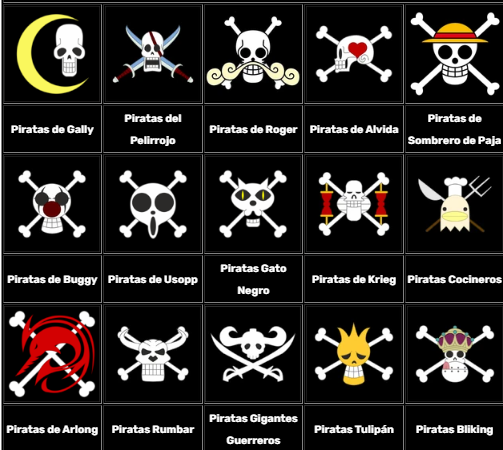 Piratas de Gally
Piratas del
Pelirrojo
Piratas de Roger
Piratas de Alvida
Piratas de
Sombrero de Paja
Piratas de Buggy
Piratas de Usopp
Piratas Gato
Negro
Piratas de Krieg
Piratas Cocineros
Piratas de Arlong
Piratas Rumbar
Piratas Gigantes
Guerreros
Piratas Tulipán
Piratas Bliking